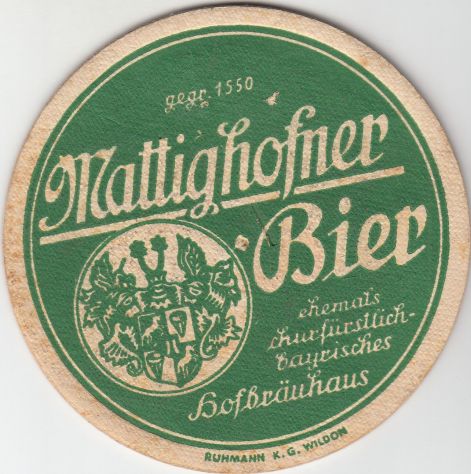 gegr. 1550
Mattighofner
Bier
ehemals
churfürstlich-
bayrisches
Hofbräuhaus
RUHMANN K.G. WILDON